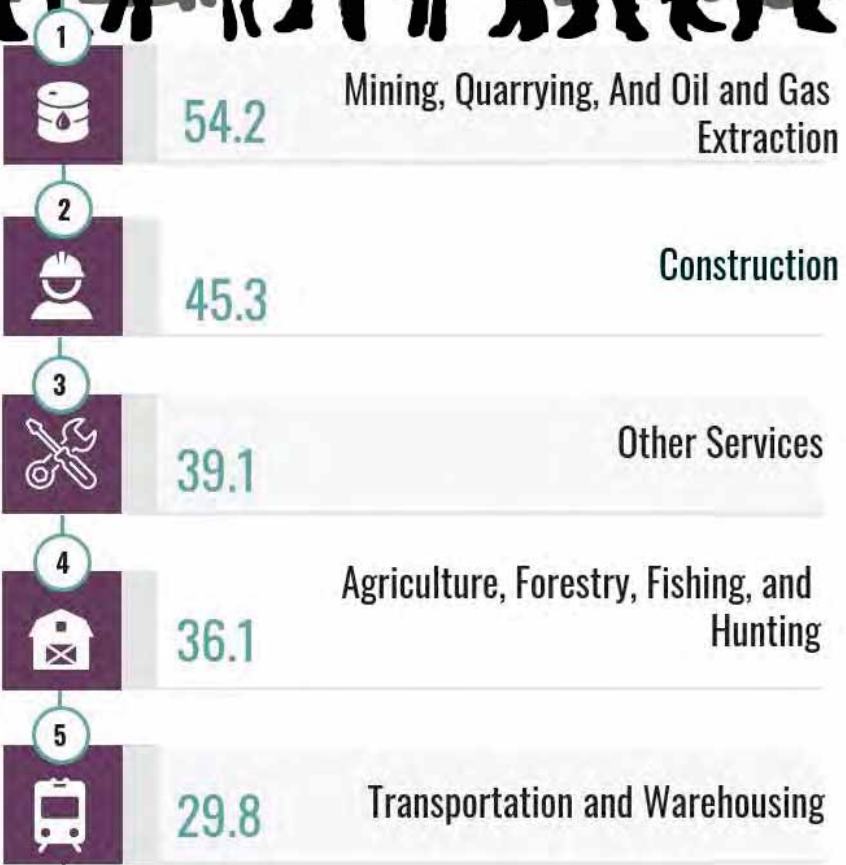 1
54.2
Mining, Quarrying, And Oil and Gas
Extraction
2
45.3
Construction
3
39.1
Other Services
4
36.1
Agriculture, Forestry, Fishing, and
Hunting
5
29.8
Transportation and Warehousing